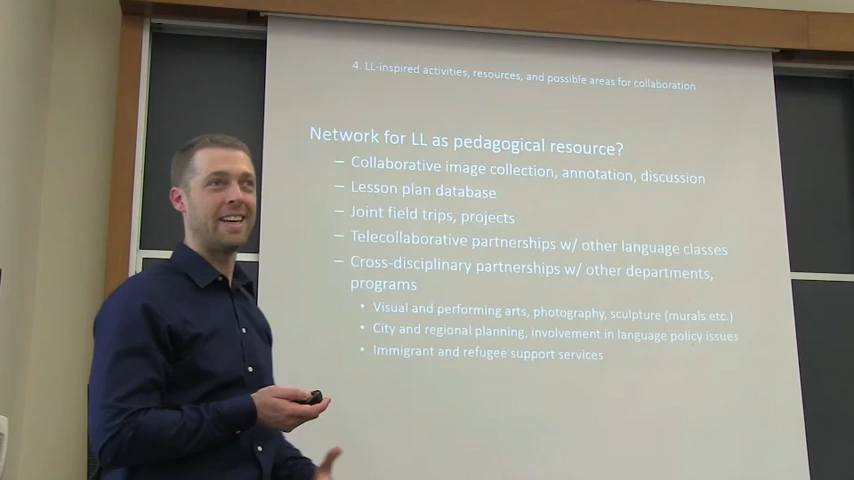 4. LL-inspired activities, resources, and possible areas for collaboration
Network for LL as pedagogical resource?
– Collaborative image collection, annotation, discussion
– Lesson plan database
– Joint field trips, projects
– Telecollaborative partnerships w/ other language classes
– Cross-disciplinary partnerships w/ other departments,
programs
• Visual and performing arts, photography, sculpture (murals etc.)
• City and regional planning, involvement in language policy issues
• Immigrant and refugee support services